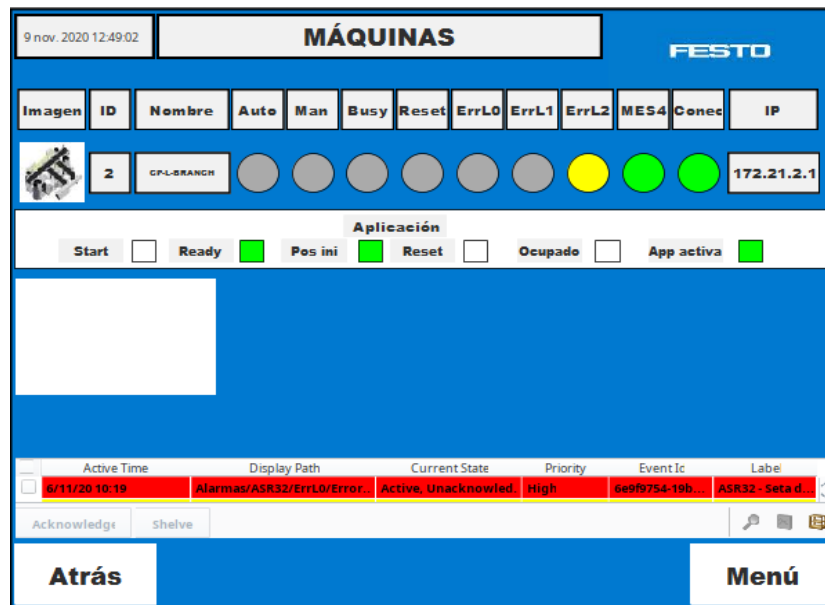 9 nov. 2020 12:49:02
MÁQUINAS
FESTO
Imagen ID Nombre Auto Man Busy Reset ErrL0 ErrL1 ErrL2 MES4 Conec IP
2 CP-L-BRANCH 172.21.2.1
Aplicación
Start Ready Pos ini Reset Ocupado App activa
Active Time Display Path Current State Priority Event Ic Label
6/11/20 10:19 Alarmas/ASR32/ErrL0/Error... Active, Unacknowled. High 6e9f9754-19b... ASR32 - Seta d...
Acknowledge Shelve
Atrás Menú